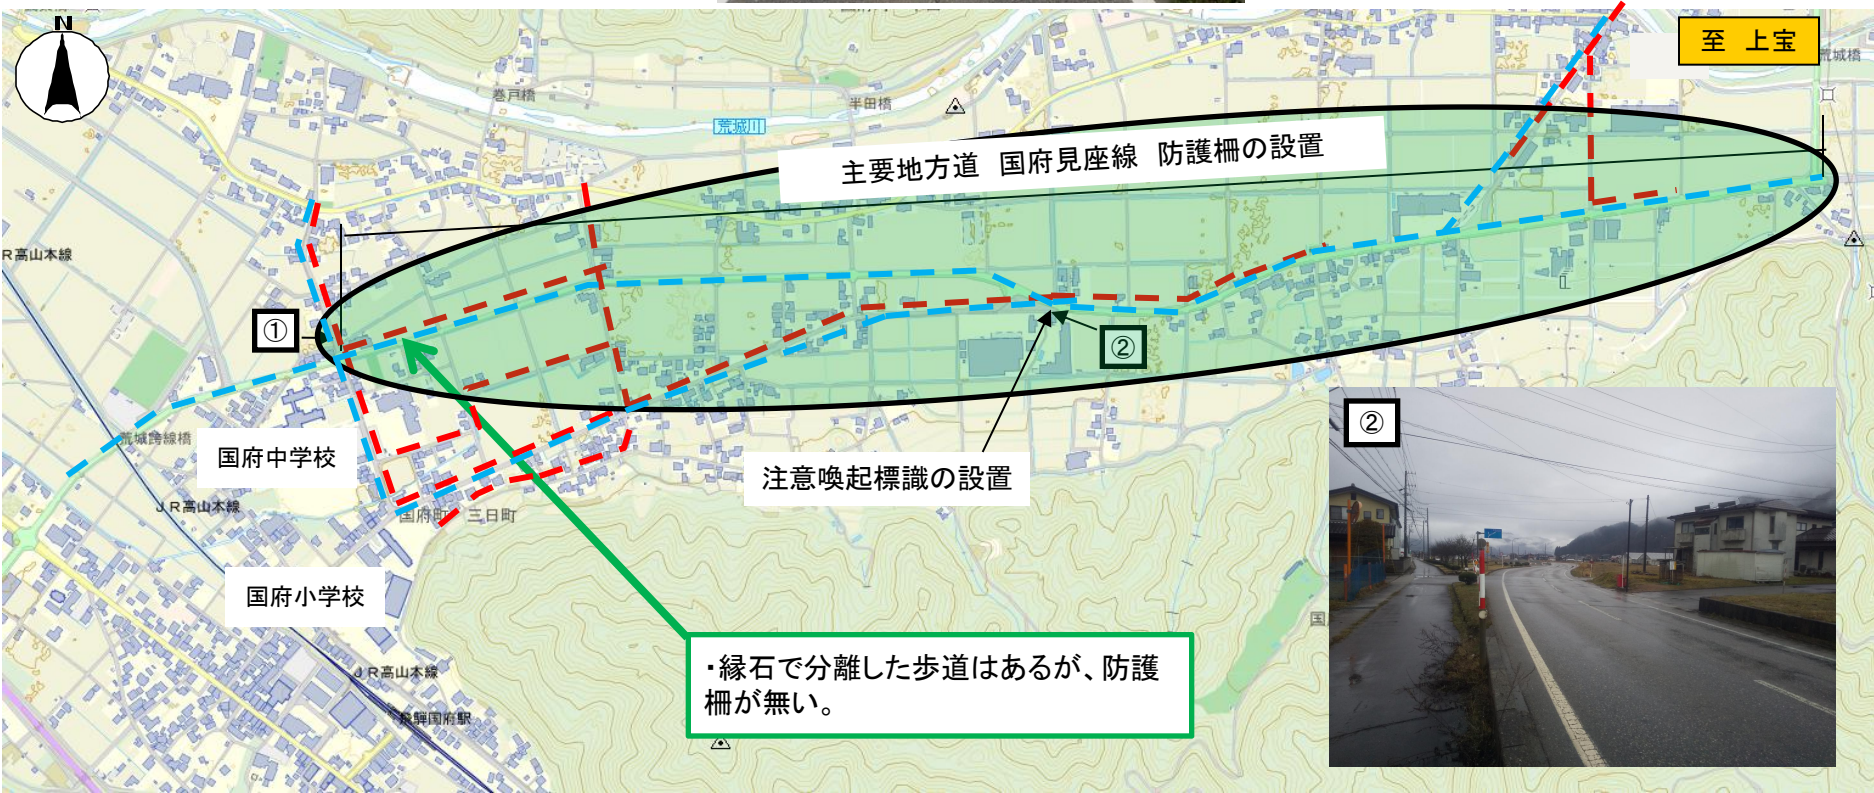 N
至 上宝
荒城橋
巻戸橋
半田橋
荒城川
主要地方道 国府見座線 防護柵の設置
R高山本線
①
②
荒城跨線橋
国府中学校
注意喚起標識の設置
②
JR高山本線
国府町 三日町
国府小学校
・縁石で分離した歩道はあるが、防護
柵が無い。
JR高山本線
飛騨国府駅